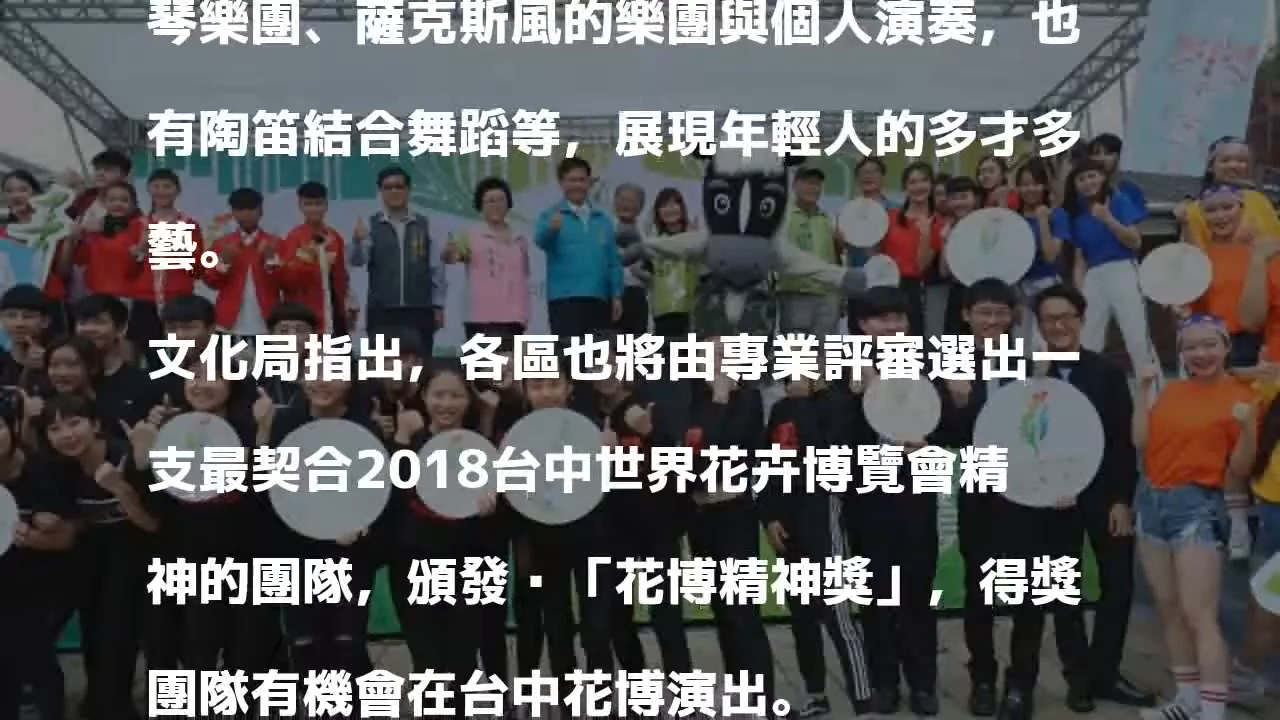 琴樂團、薩克斯風的樂團與個人演奏，也
有陶笛結合舞蹈等，展現年輕人的多才多
藝。
文化局指出，各區也將由專業評審選出一
支最契合2018台中世界花卉博覽會精
神的團隊，頒發·「花博精神獎」，得獎
團隊有機會在台中花博演出。